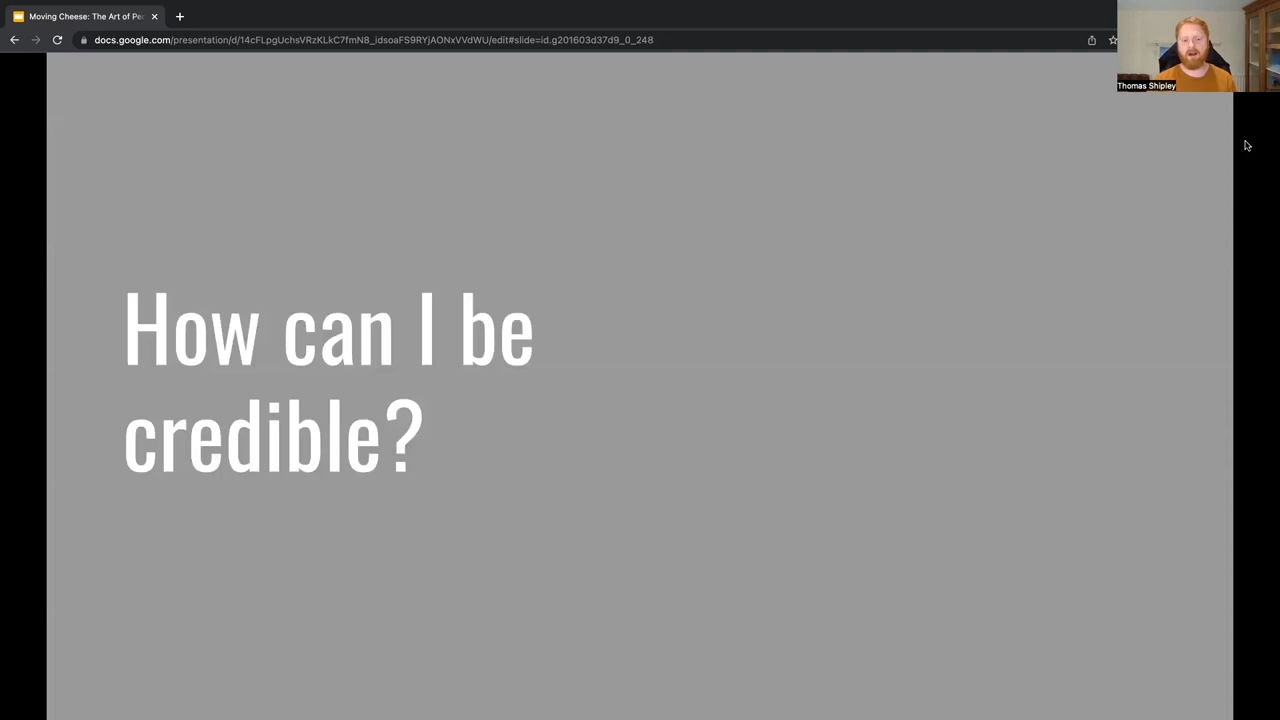 Moving Cheese: The Art of Pe
docs.google.com/presentation/d/14cFLpgUchsVRzKLkC7fmN8_idsoaFS9RYjAONxVVdWU/edit#slide=id.g201603d37d9_0_248
Thomas Shipley
How can I be
credible?